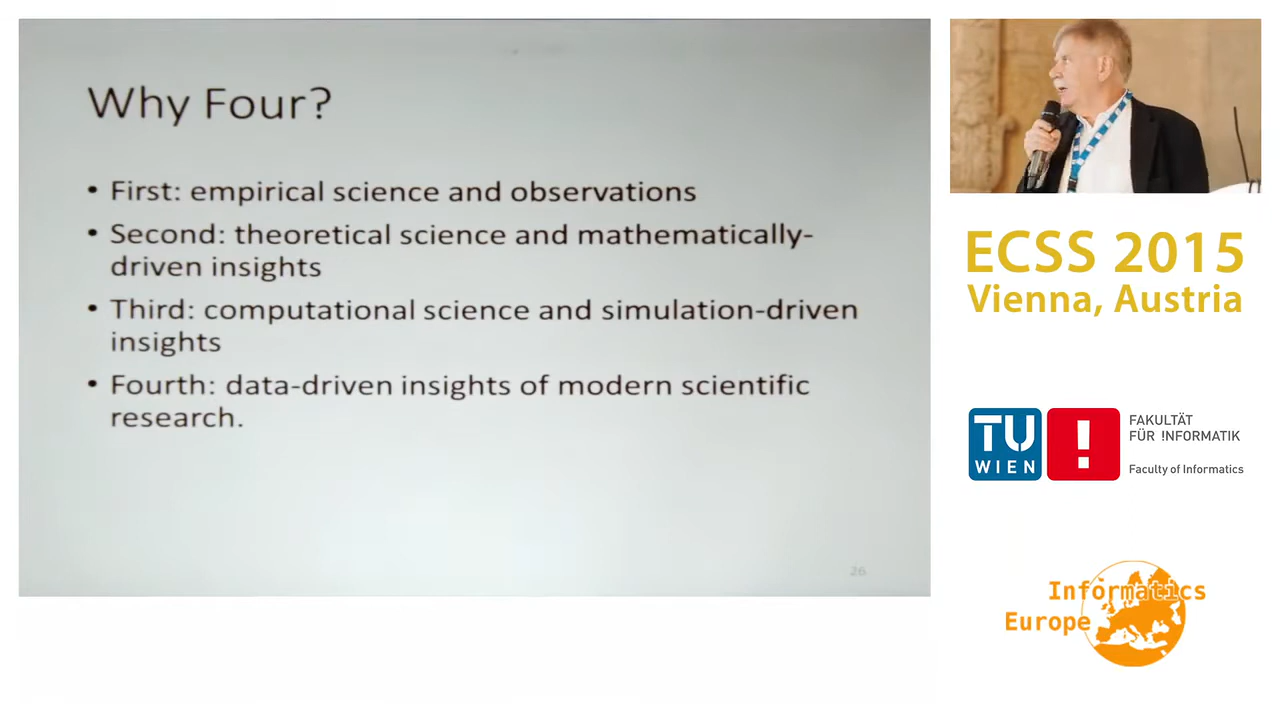 Why Four?
• First: empirical science and observations
• Second: theoretical science and mathematically-
driven insights
• Third: computational science and simulation-driven
insights
• Fourth: data-driven insights of modern scientific
research.
26
ECSS 2015
Vienna, Austria
TU
WIEN
!
FAKULTÄT
FÜR !NFORMATIK
Faculty of Informatics
Informatics
Europe